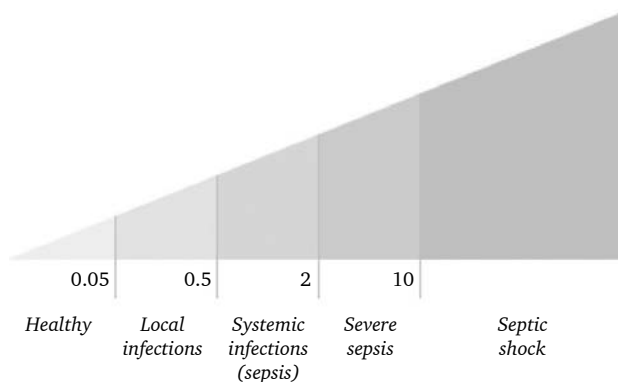 0.05 0.5 2 10
Healthy Local Systemic Severe Septic
infections infections sepsis shock
(sepsis)